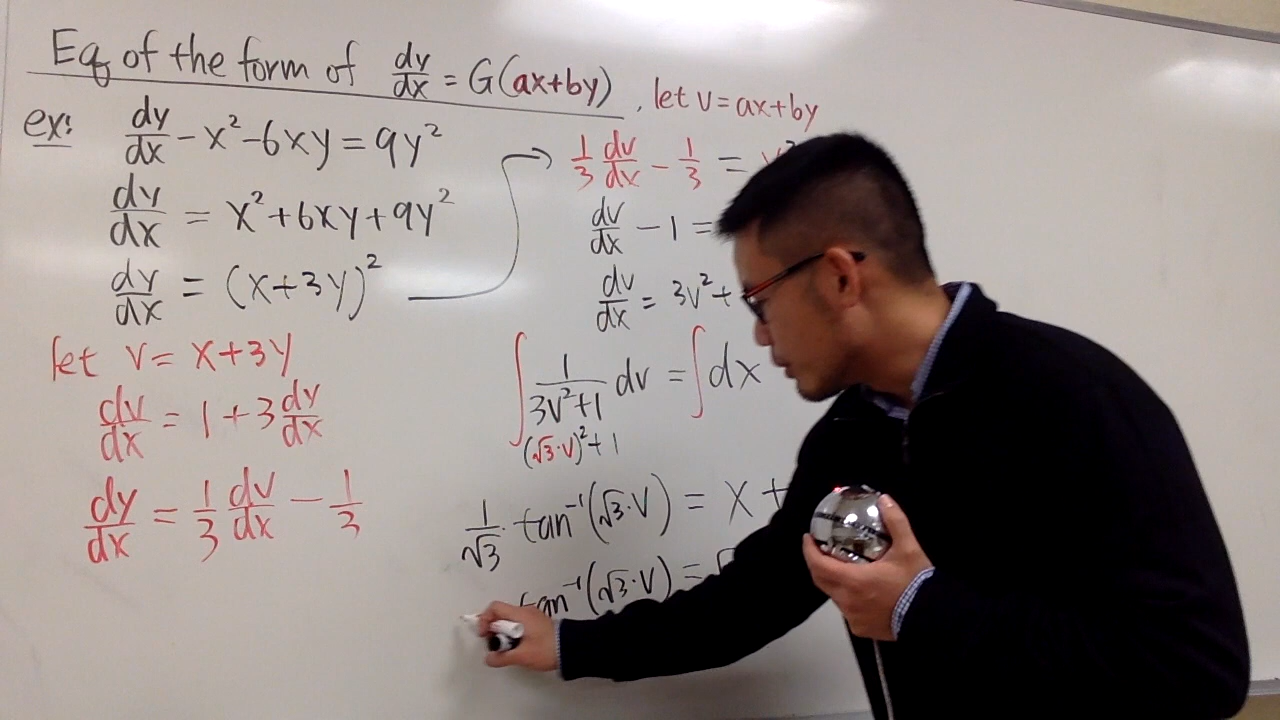 Eq of the form of dy/dx = G(ax+by), let v=ax+by
ex: dy/dx - x² - 6xy = 9y²
dy/dx = x² + 6xy + 9y²
dy/dx = (x+3y)²
let v = x+3y
dv/dx = 1 + 3 dy/dx
dy/dx = 1/3 dv/dx - 1/3
1/3 dv/dx - 1/3 =
dv/dx - 1 =
dv/dx = 3v² +
∫ 1/(3v²+1) dv = ∫ dx
(√3·v)² + 1
1/√3 tan⁻¹(√3·v) = x +
tan⁻¹(√3·v) =